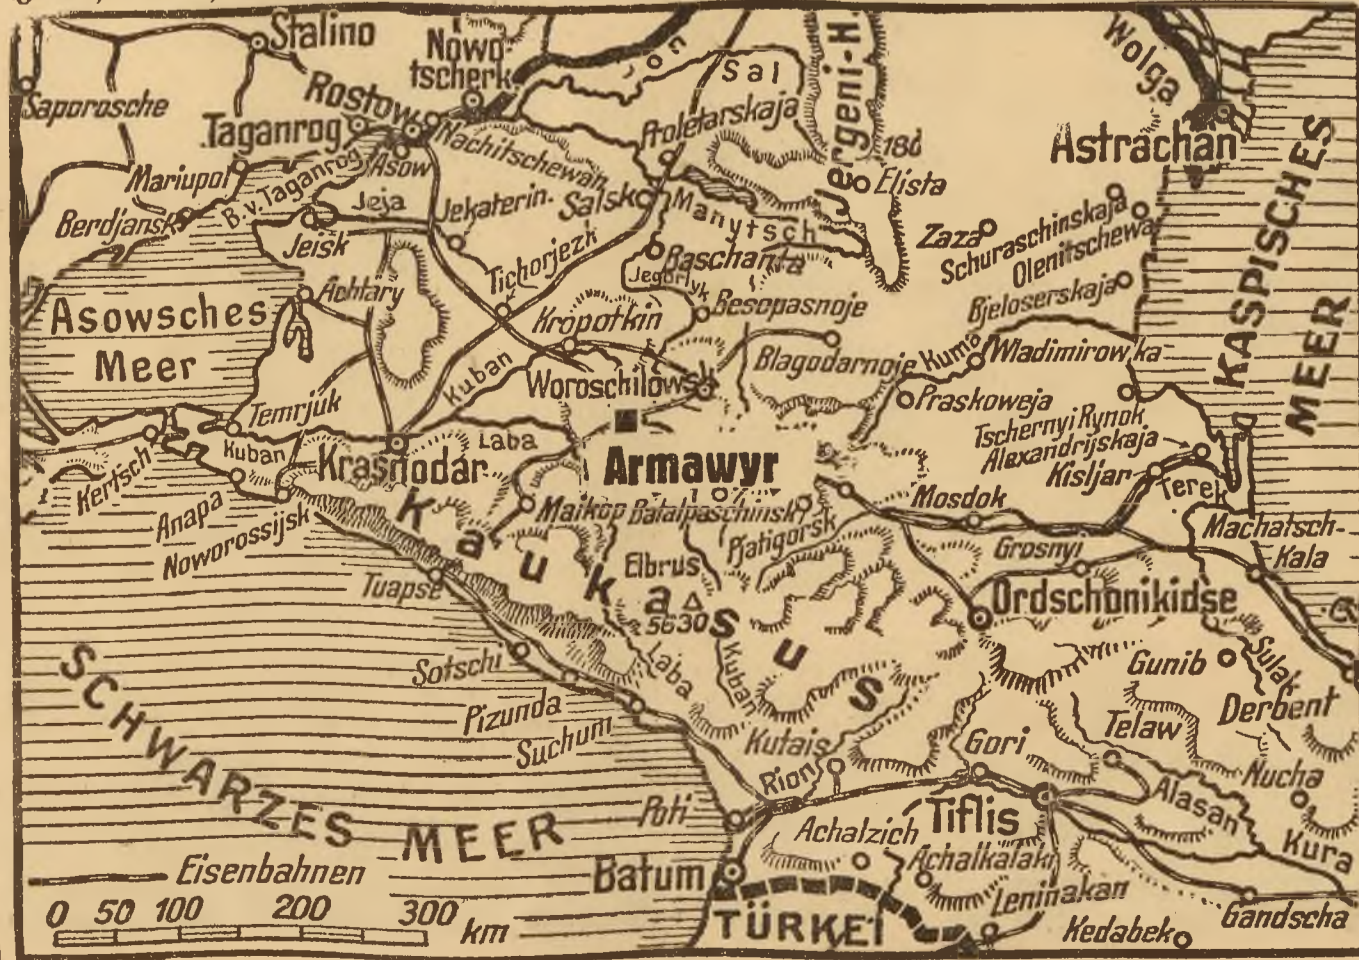 Stalino
Nowo-
tscherk.
Don
Sal
Jergeni-H.
Wolga
Saporosche
Rostow
Taganrog
Nachitschewan
Proletarskaja
Astrachan
Asow
Mariupol
B.v.Taganrog
180
Elista
Berdjansk
Jeja
Jekaterin.
Salsk
Manytsch
Jeisk
Zaza
Schuraschinskaja
Olenitschewa
KASPISCHES
MEER
Tichorjezk
Baschanta
Jegorlyk
Bjeloserskaja
Achtary
Besopasnoje
Asowsches
Meer
Kropotkin
Blagodarnoje
Kuma
Wladimirowka
Kuban
Woroschilowsk
Praskoweja
Temrjuk
Tschernyi Rynok
Alexandrijskaja
Kisljar
Kuban
Laba
Krasnodar
Armawyr
Kertsch
Terek
Anapa
Maikop
Batalpaschinsk
Mosdok
Noworossijsk
Pjatigorsk
Machatsch-
Kala
Grosnyi
Kaukasus
Elbrus
5630
Tuapse
Ordschonikidse
Sotschi
Laba
Kuban
Gunib
Sulak
Pizunda
Derbent
SCHWARZES MEER
Suchum
Telaw
Kutais
Gori
Nucha
Rion
Alasan
Poti
Achalzich
Tiflis
Kura
Achalkalaki
Eisenbahnen
Batum
Leninakan
0 50 100 200 300 km
TÜRKEI
Kedabek
Gandscha